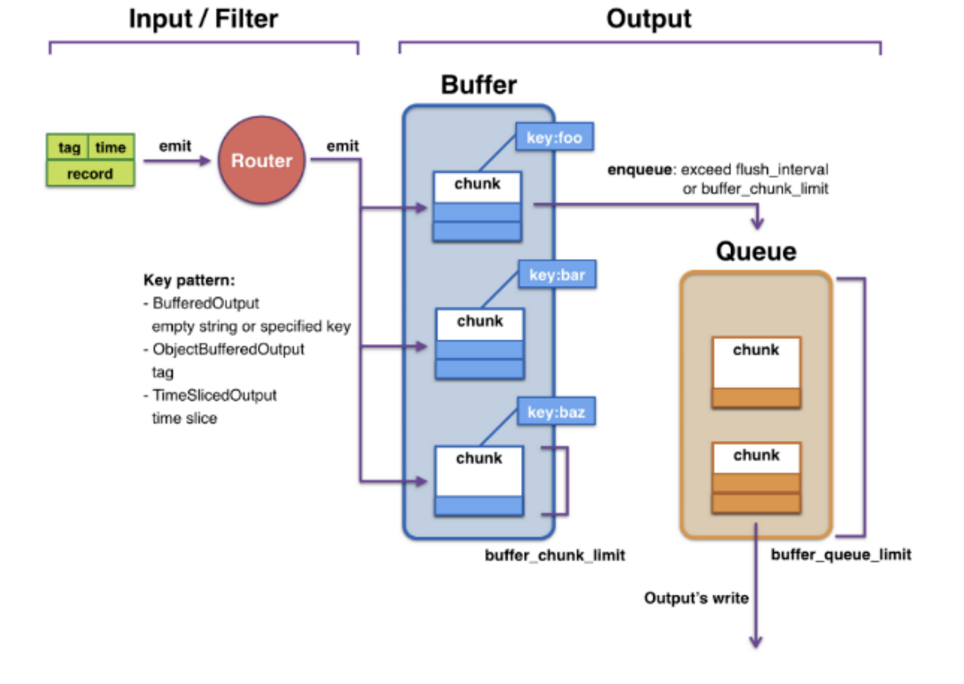 Input / Filter
Output
Buffer
key:foo
tag
time
record
emit
Router
emit
chunk
enqueue: exceed flush_interval
or buffer_chunk_limit
Queue
Key pattern:
- BufferedOutput
empty string or specified key
- ObjectBufferedOutput
tag
- TimeSlicedOutput
time slice
key:bar
chunk
key:baz
chunk
buffer_chunk_limit
chunk
chunk
buffer_queue_limit
Output's write